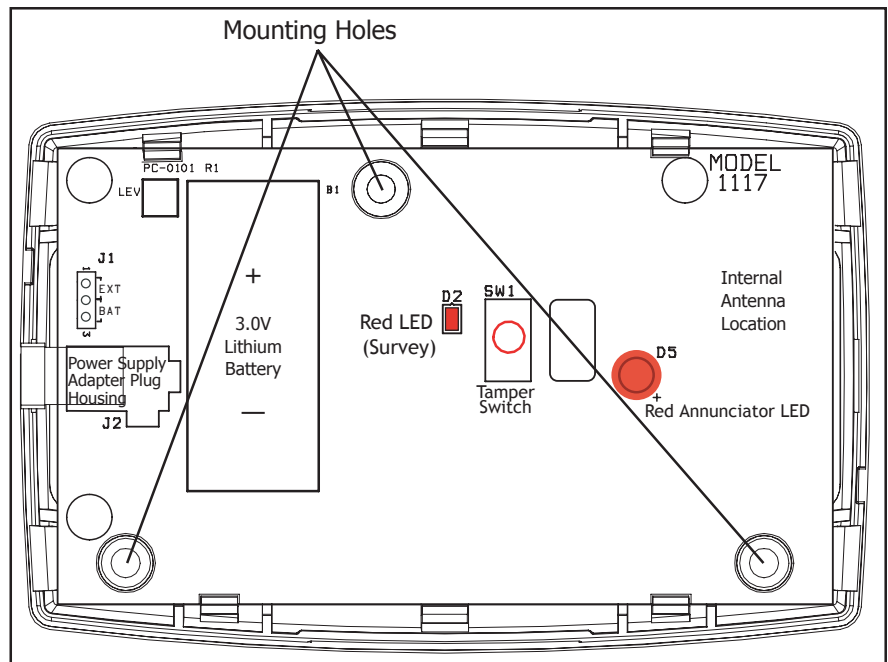 Mounting Holes
PC-0101 R1
MODEL
1117
LEV
B1
J1
1
EXT
BAT
3
+
3.0V
Lithium
Battery
—
D2
SW1
Red LED
(Survey)
Tamper
Switch
Internal
Antenna
Location
D5
+
Red Annunciator LED
Power Supply
Adapter Plug
Housing
J2